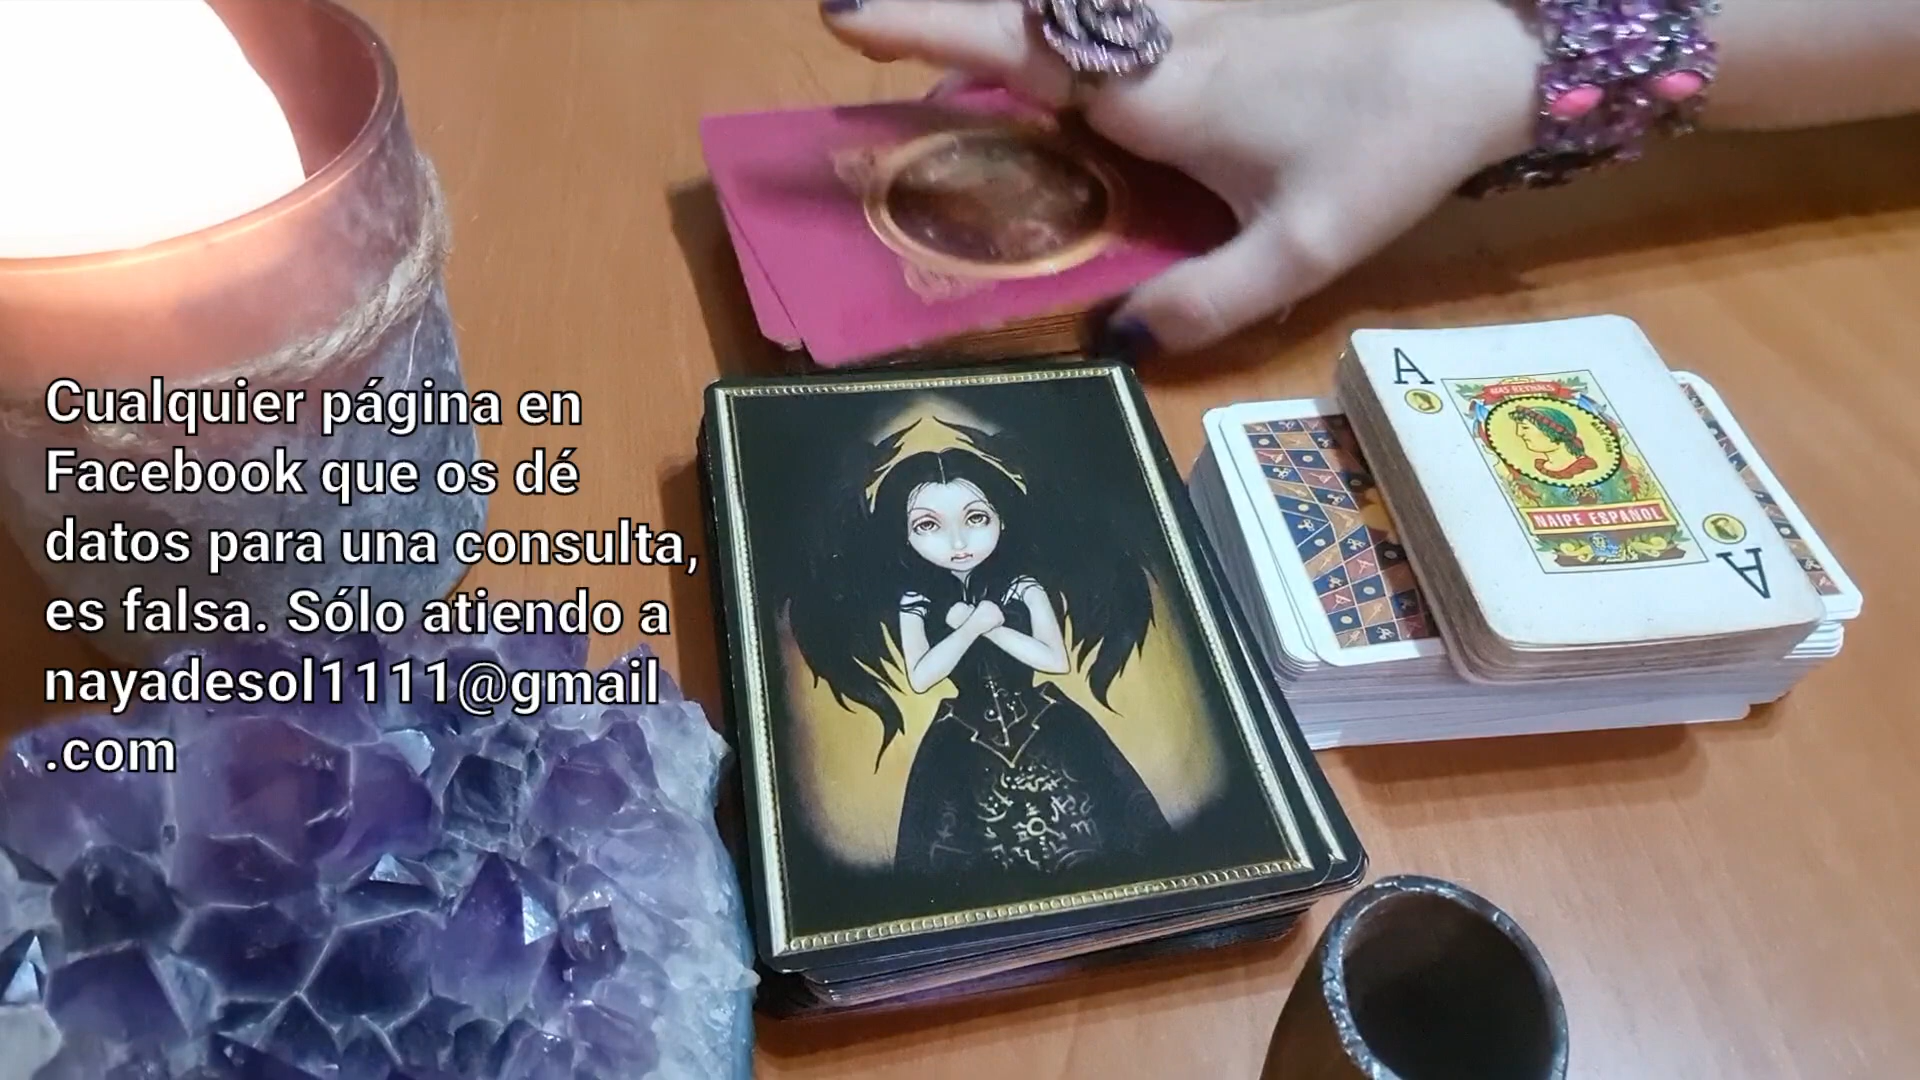 Cualquier página en
Facebook que os dé
datos para una consulta,
es falsa. Sólo atiendo a
nayadesol1111@gmail
.com
A
NAIPE ESPAÑOL
A